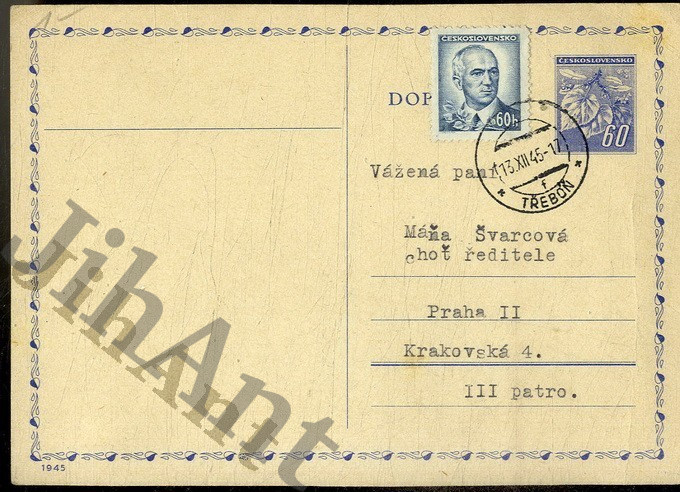 ČESKOSLOVENSKO
60h
ČESKOSLOVENSKO
60
DOP
13.XII.45-17
f
* TŘEBOŇ *
Vážená paní
Máňa Švarcová
choť ředitele
Praha II
Krakovská 4.
III patro.
1945
JihAnt
JihAnt